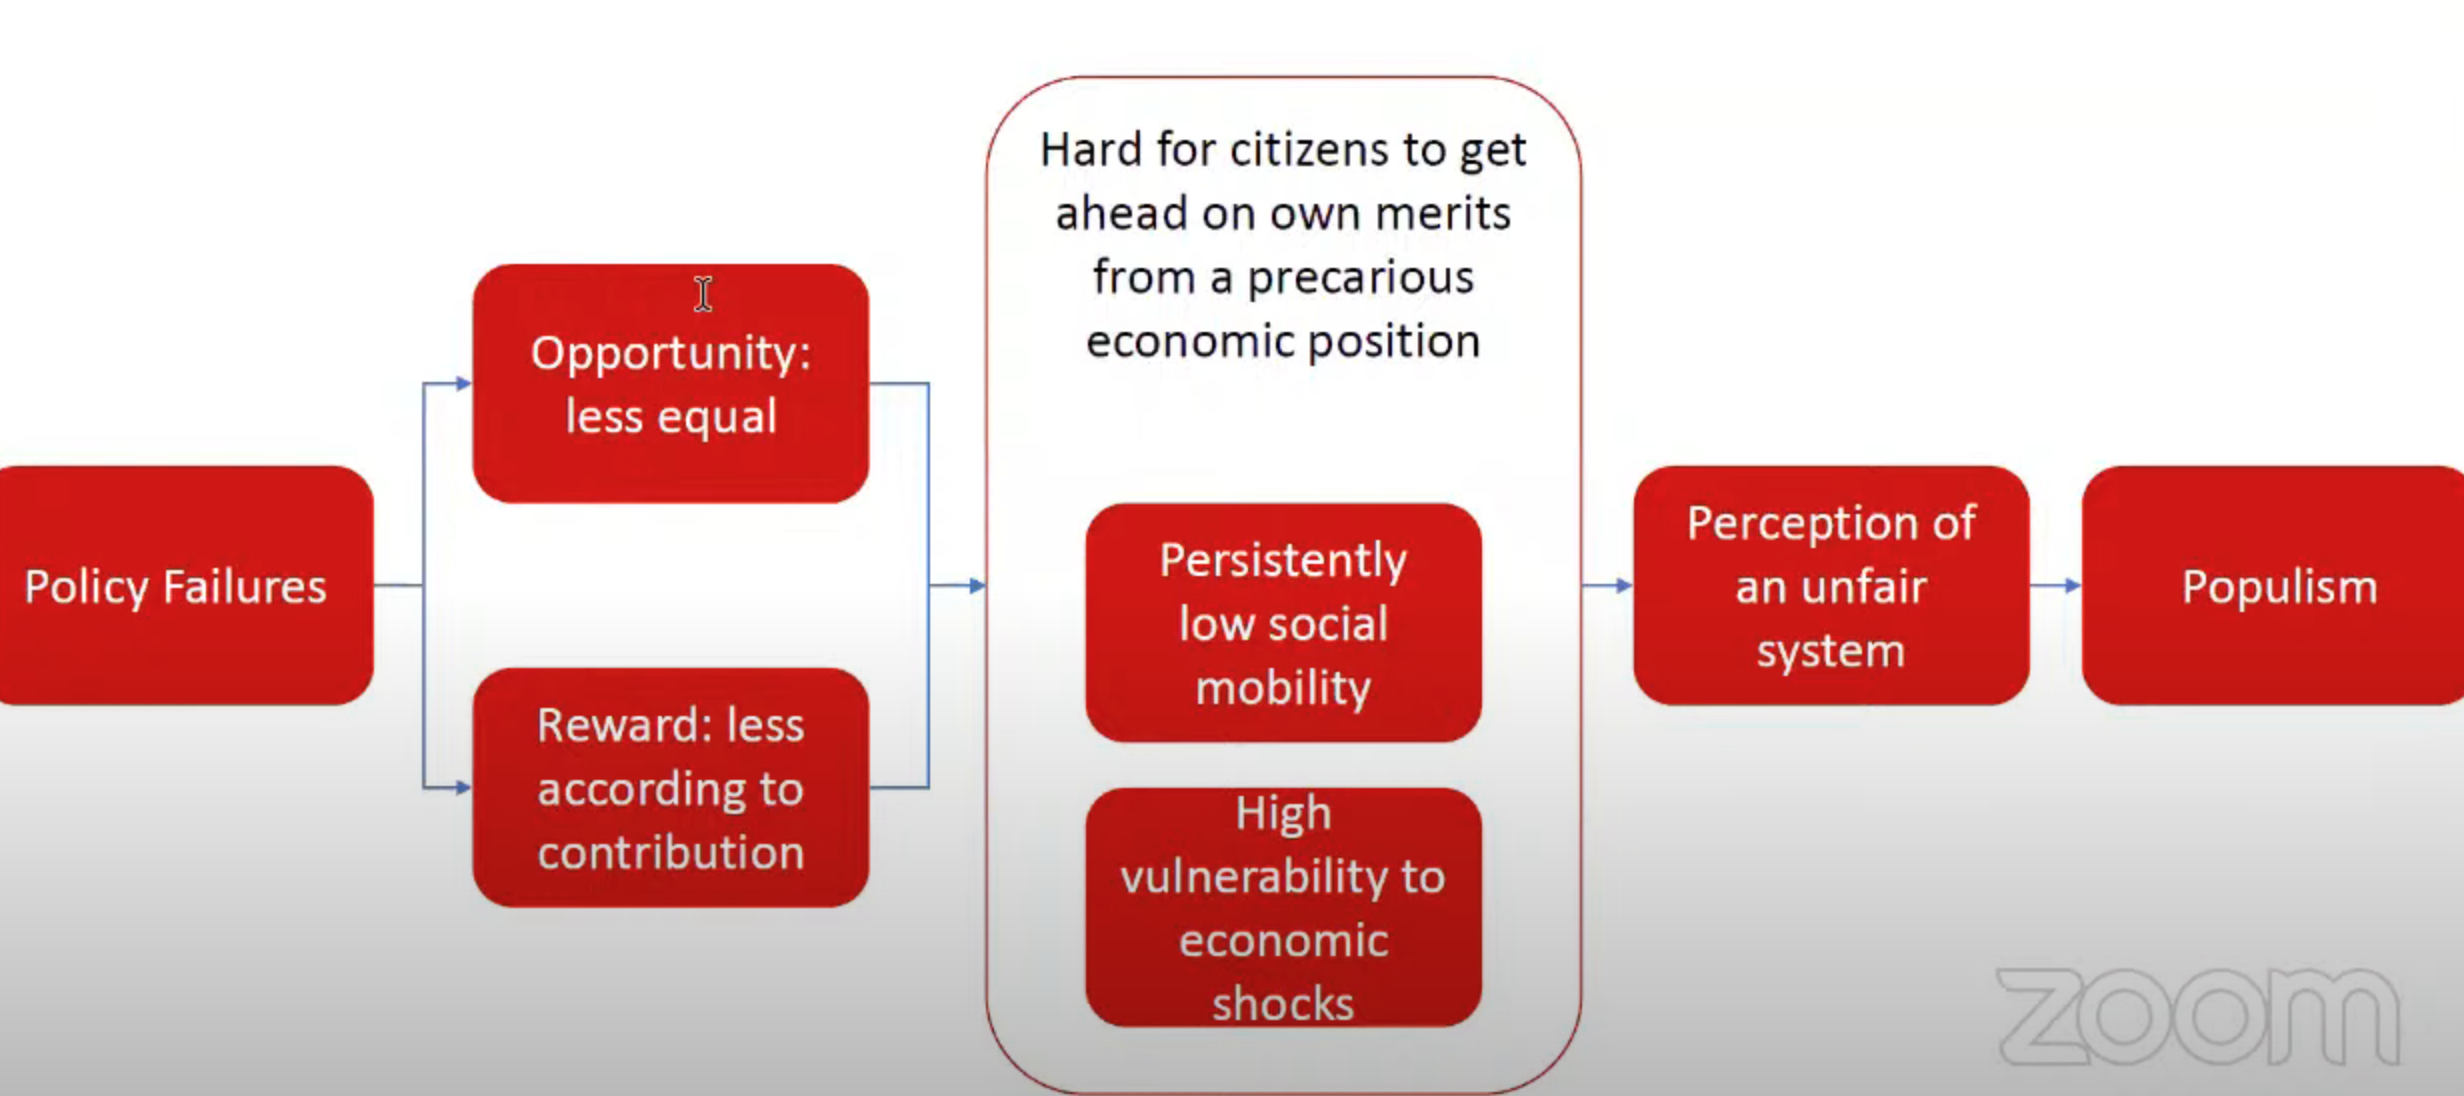 Policy Failures
Opportunity:
less equal
Reward: less
according to
contribution
Hard for citizens to get
ahead on own merits
from a precarious
economic position
Persistently
low social
mobility
High
vulnerability to
economic
shocks
Perception of
an unfair
system
Populism
zoom